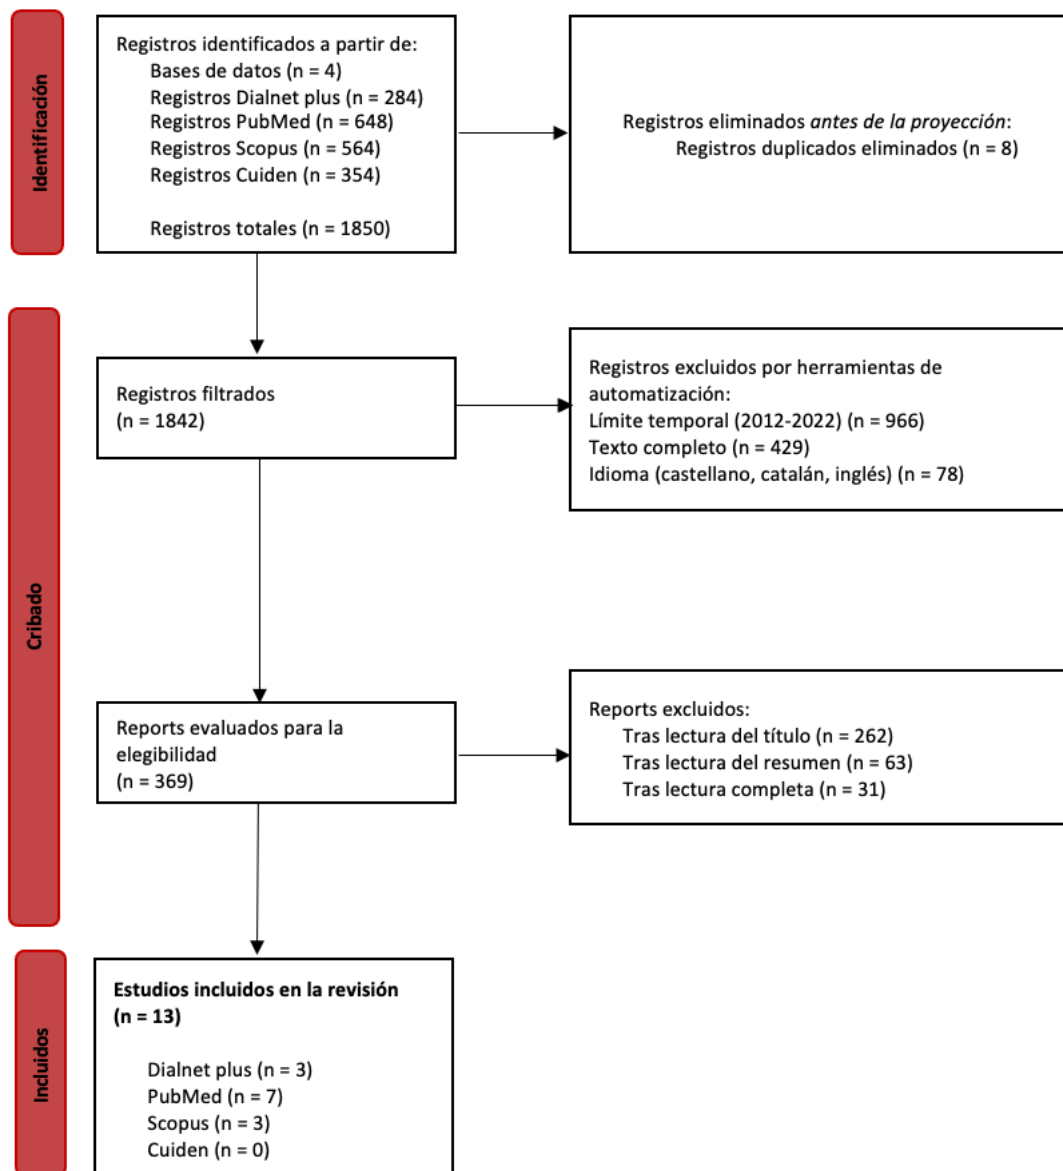 Identificación
Registros identificados a partir de:
Bases de datos (n = 4)
Registros Dialnet plus (n = 284)
Registros PubMed (n = 648)
Registros Scopus (n = 564)
Registros Cuiden (n = 354)
Registros totales (n = 1850)
Registros eliminados antes de la proyección:
Registros duplicados eliminados (n = 8)
Cribado
Registros filtrados
(n = 1842)
Registros excluidos por herramientas de
automatización:
Límite temporal (2012-2022) (n = 966)
Texto completo (n = 429)
Idioma (castellano, catalán, inglés) (n = 78)
Reports evaluados para la
elegibilidad
(n = 369)
Reports excluidos:
Tras lectura del título (n = 262)
Tras lectura del resumen (n = 63)
Tras lectura completa (n = 31)
Incluidos
Estudios incluidos en la revisión
(n = 13)
Dialnet plus (n = 3)
PubMed (n = 7)
Scopus (n = 3)
Cuiden (n = 0)